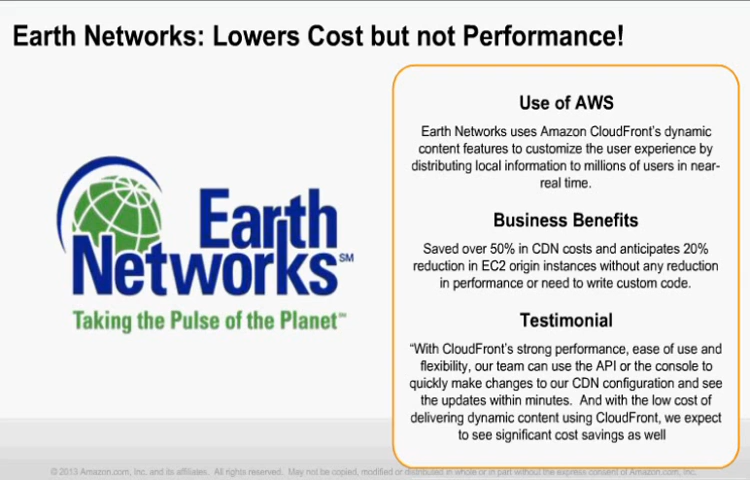 Earth Networks: Lowers Cost but not Performance!
Earth
Networks℠
Taking the Pulse of the Planet™
Use of AWS
Earth Networks uses Amazon CloudFront's dynamic
content features to customize the user experience by
distributing local information to millions of users in near-
real time.
Business Benefits
Saved over 50% in CDN costs and anticipates 20%
reduction in EC2 origin instances without any reduction
in performance or need to write custom code.
Testimonial
“With CloudFront's strong performance, ease of use and
flexibility, our team can use the API or the console to
quickly make changes to our CDN configuration and see
the updates within minutes.  And with the low cost of
delivering dynamic content using CloudFront, we expect
to see significant cost savings as well
© 2013 Amazon.com, Inc. and its affiliates.  All rights reserved.  May not be copied, modified or distributed in whole or in part without the express consent of Amazon.com, Inc.